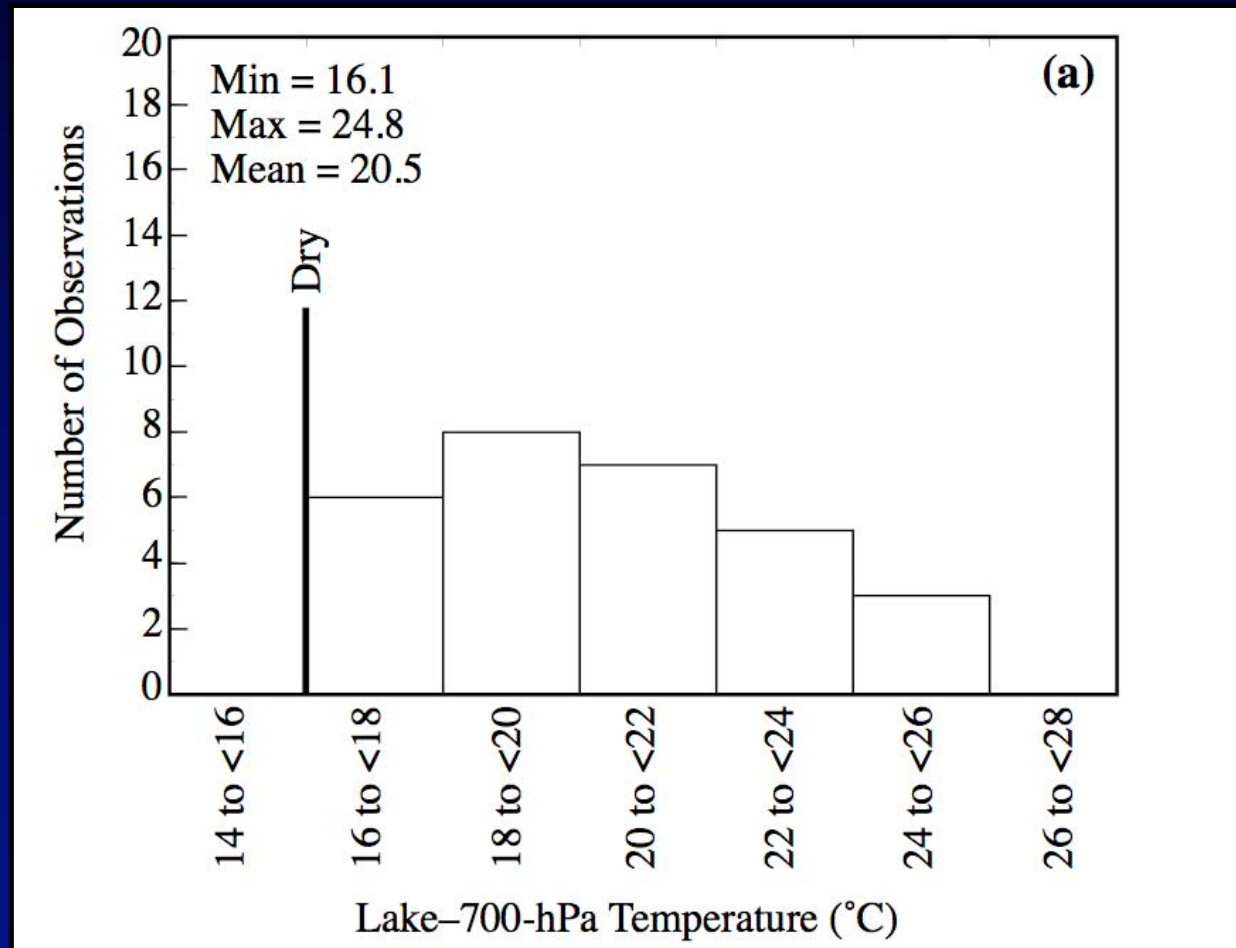 20
18
16
14
12
10
8
6
4
2
0
Number of Observations
Min = 16.1
Max = 24.8
Mean = 20.5
(a)
Dry
14 to <16
16 to <18
18 to <20
20 to <22
22 to <24
24 to <26
26 to <28
Lake–700-hPa Temperature (˚C)